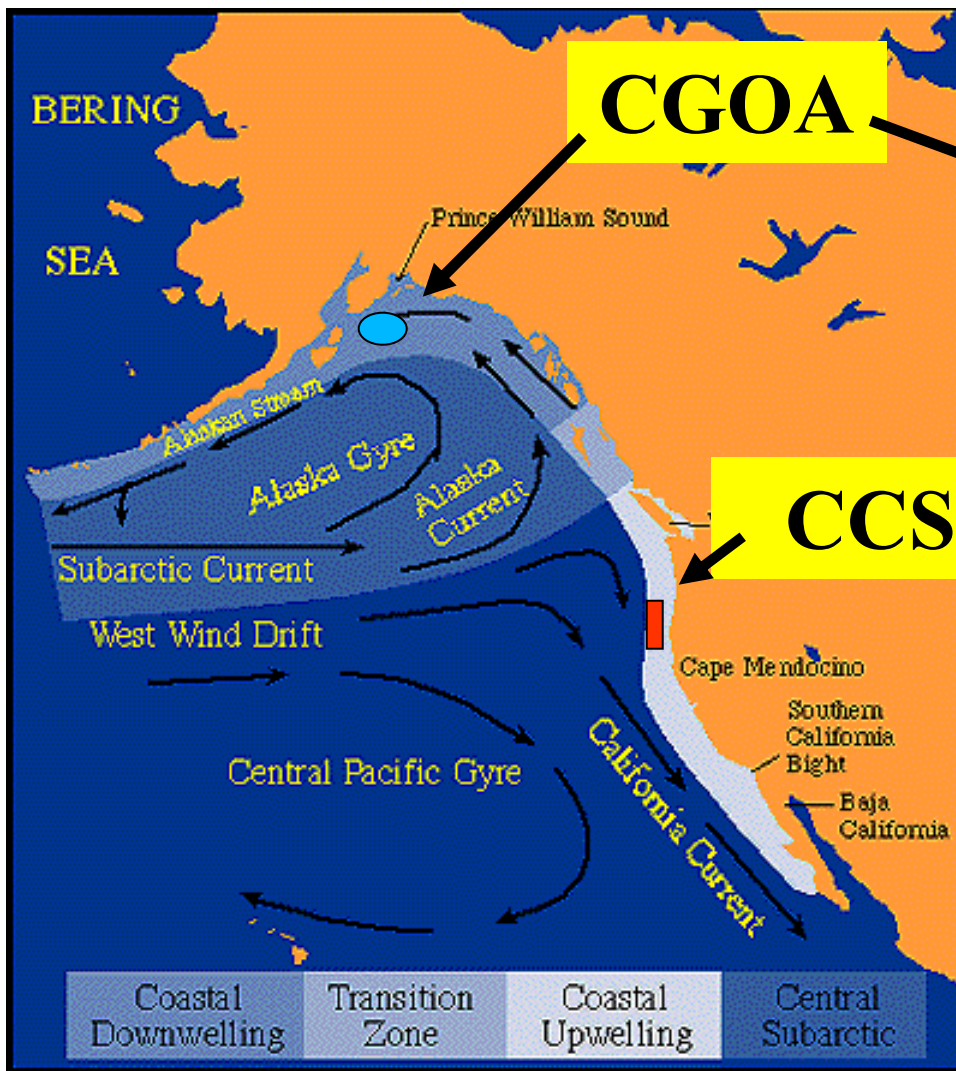 CGOA
BERING
SEA
Prince William Sound
Alaskan Stream
Alaska Gyre
Alaska
Current
CCS
Subarctic Current
West Wind Drift
Cape Mendocino
Southern
California
Bight
Central Pacific Gyre
California Current
Baja
California
Coastal
Downwelling
Transition
Zone
Coastal
Upwelling
Central
Subarctic